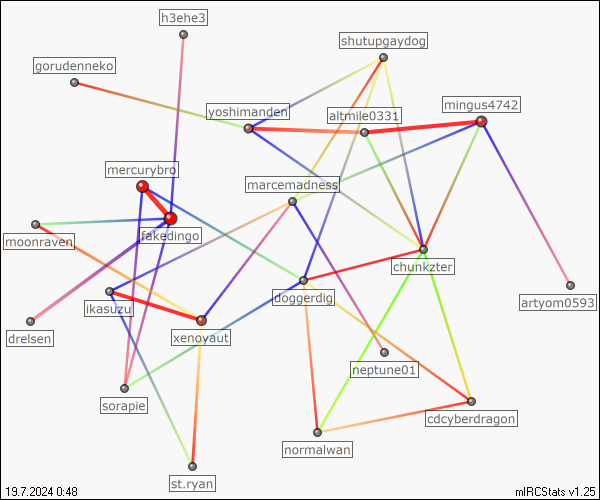 h3ehe3
shutupgaydog
gorudenneko
mingus4742
yoshimanden
altmile0331
mercurybro
marcemadness
fakedingo
moonraven
chunkzter
doggerdig
artyom0593
ikasuzu
xenoyaut
drelsen
neptune01
sorapie
cdcyberdragon
normalwan
st.ryan
19.7.2024 0:48
mIRCStats v1.25